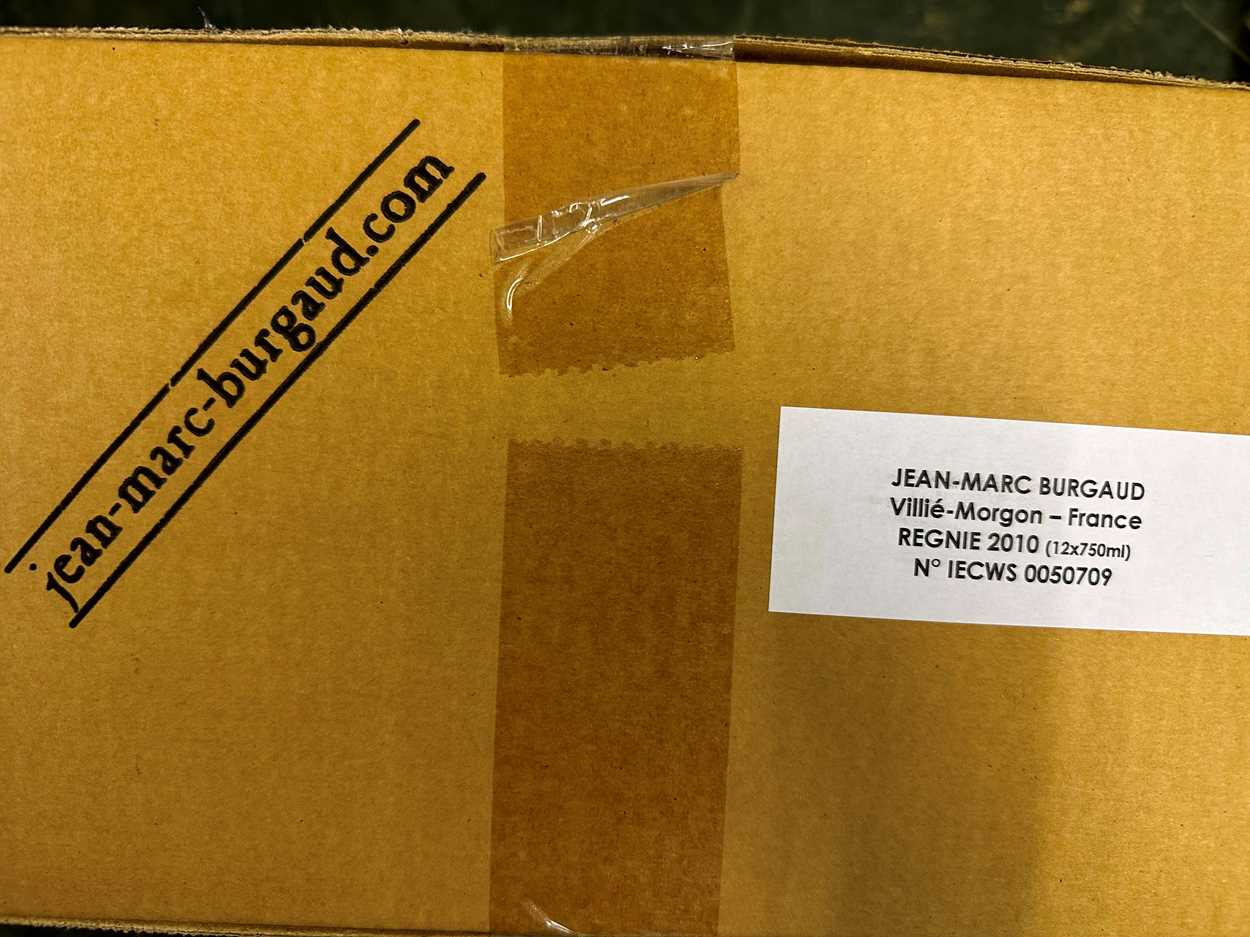 jean-marc-burgaud.com
JEAN-MARC BURGAUD
Villié-Morgon – France
REGNIE 2010 (12x750ml)
N° IECWS 0050709